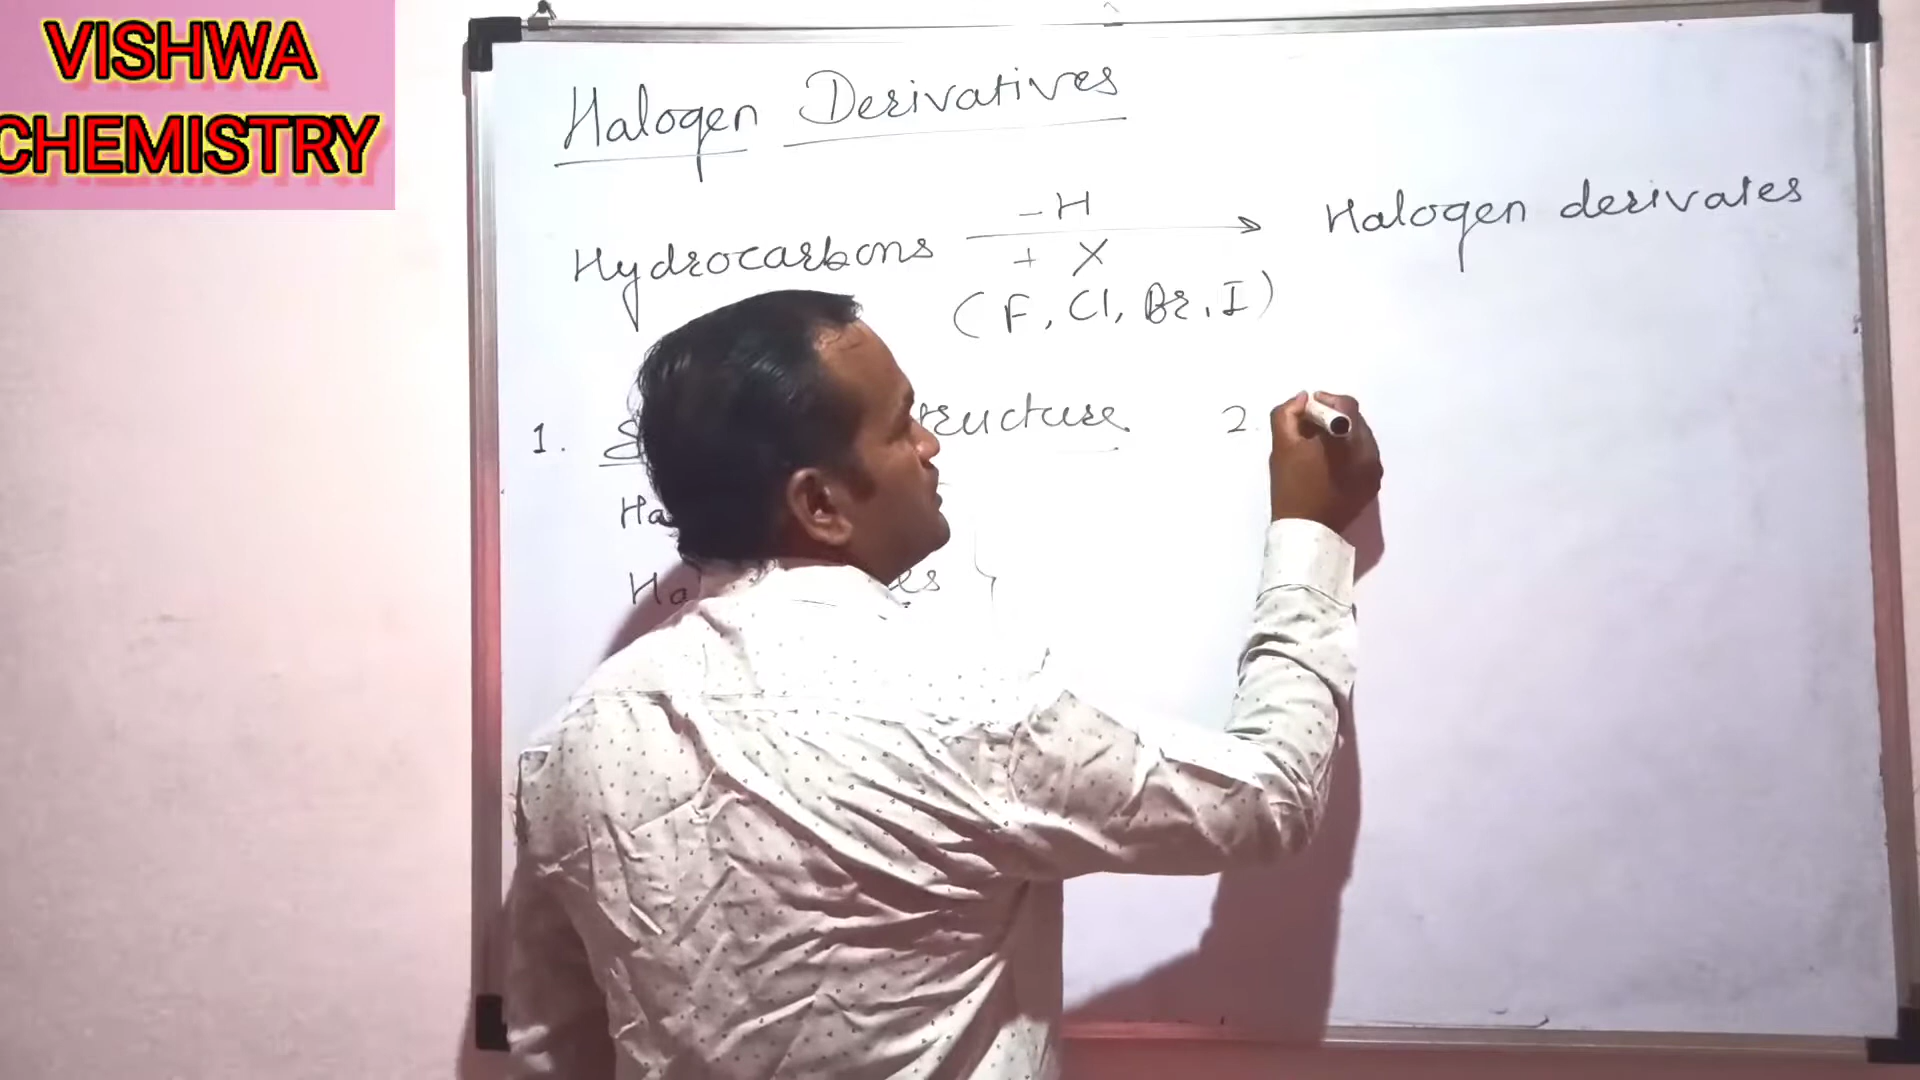 VISHWA
CHEMISTRY
Halogen Derivatives
Hydrocarbons
- H
+ X
(F, Cl, Br, I)
Halogen derivates
1.
2.